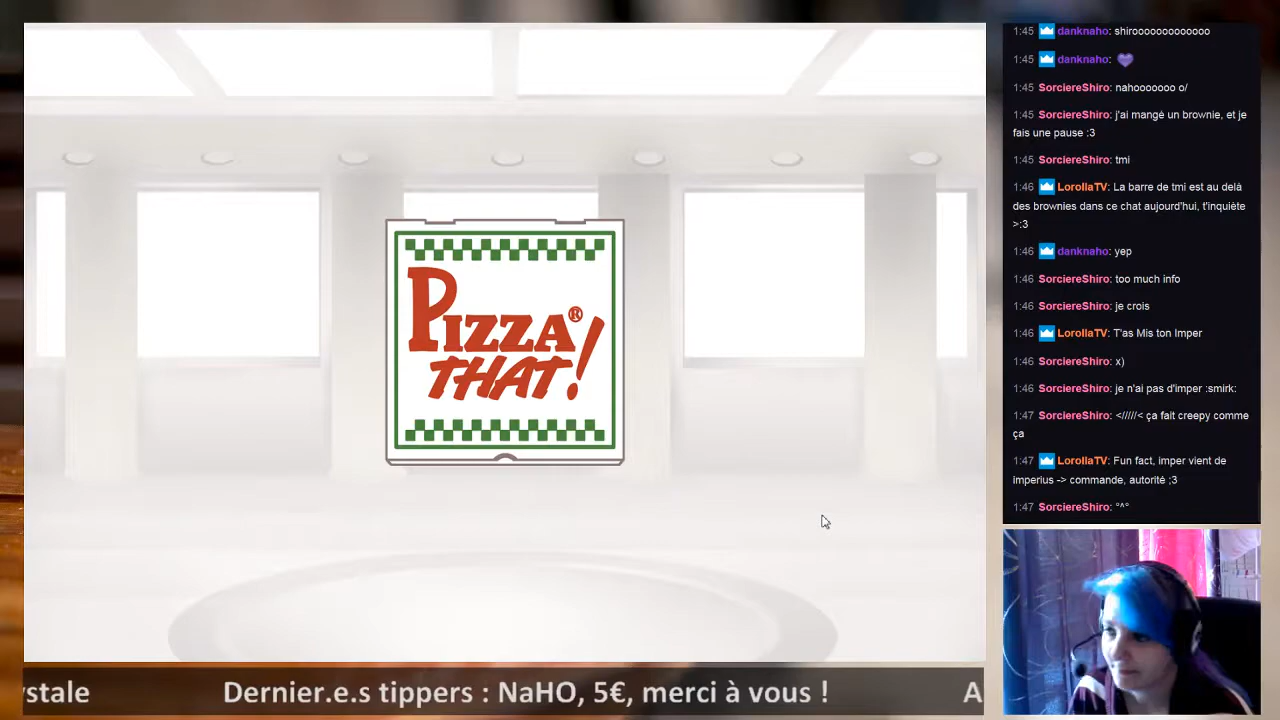 PIZZA®
THAT!
1:45 danknaho: shirooooooooooooo
1:45 danknaho:
1:45 SorciereShiro: nahooooooo o/
1:45 SorciereShiro: j'ai mangé un brownie, et je
fais une pause :3
1:45 SorciereShiro: tmi
1:46 LorollaTV: La barre de tmi est au delà
des brownies dans ce chat aujourd'hui, t'inquiète
>:3
1:46 danknaho: yep
1:46 SorciereShiro: too much info
1:46 SorciereShiro: je crois
1:46 LorollaTV: T'as Mis ton Imper
1:46 SorciereShiro: x)
1:46 SorciereShiro: je n'ai pas d'imper :smirk:
1:47 SorciereShiro: <//////< ça fait creepy comme
ça
1:47 LorollaTV: Fun fact, imper vient de
imperius -> commande, autorité ;3
1:47 SorciereShiro: °^°
ystale Dernier.e.s tippers : NaHO, 5€, merci à vous ! A